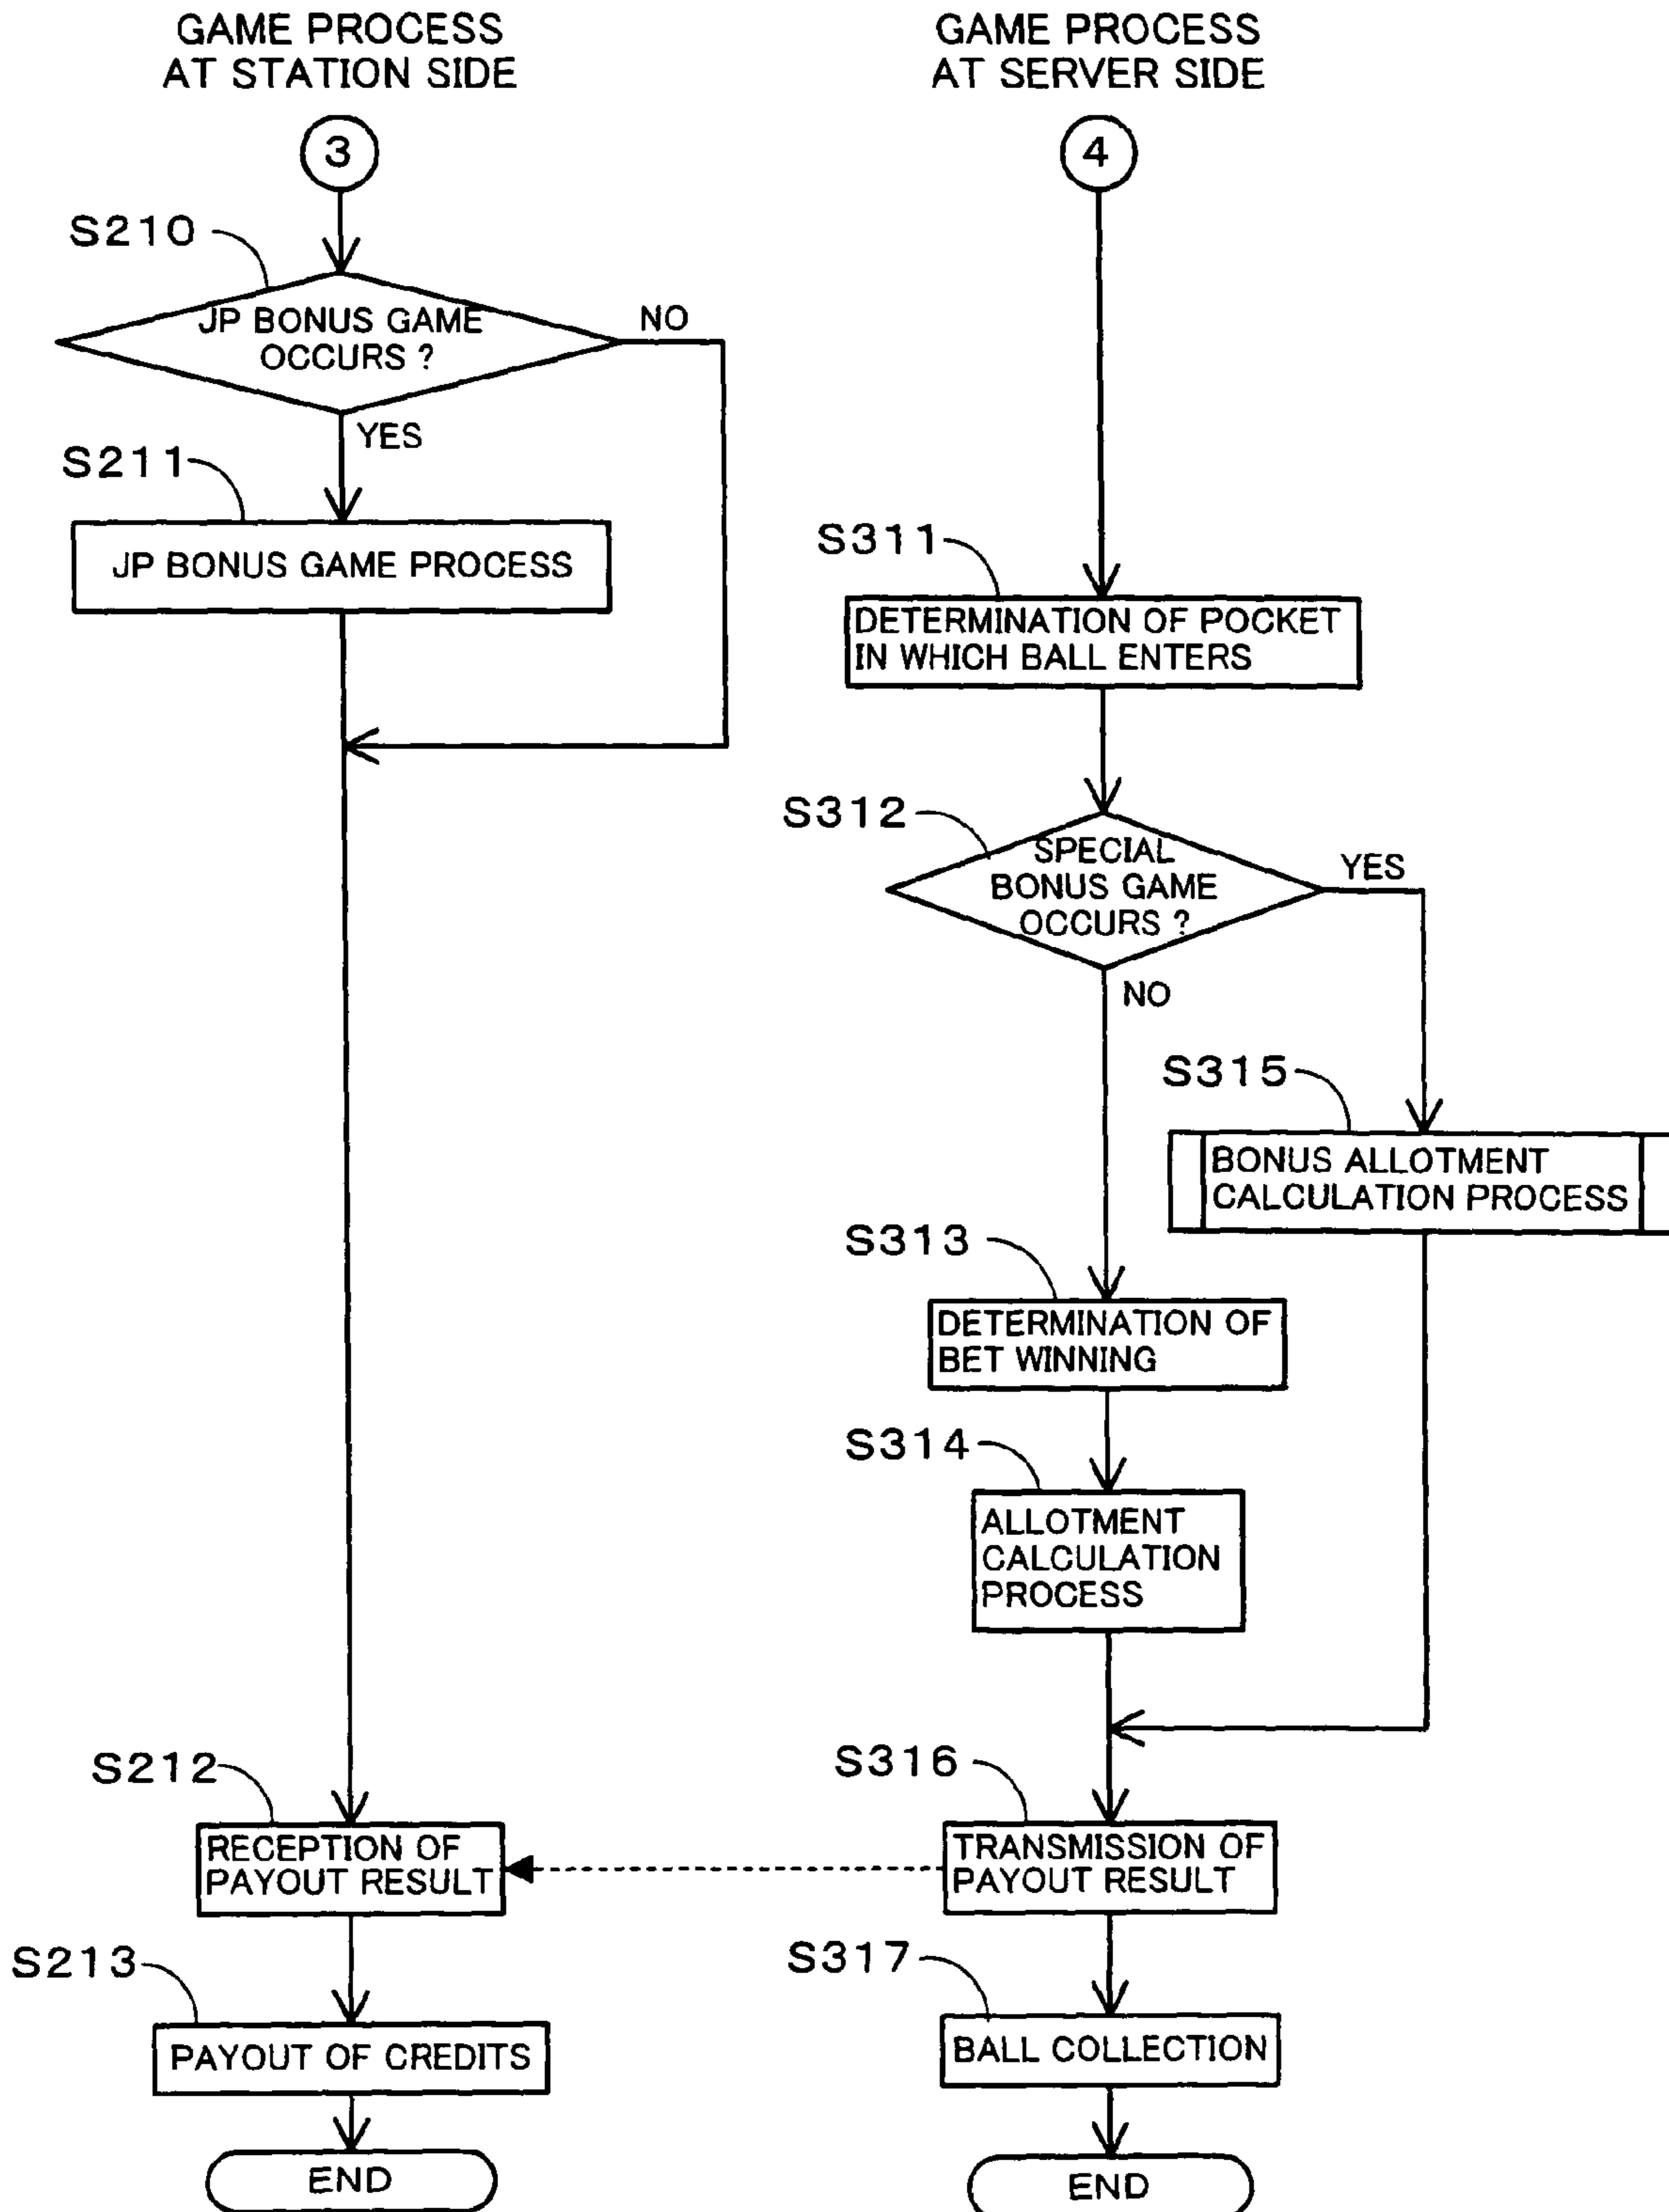 GAME PROCESS
AT STATION SIDE
3
S210
JP BONUS GAME
OCCURS ?
NO
YES
S211
JP BONUS GAME PROCESS
S212
RECEPTION OF
PAYOUT RESULT
S213
PAYOUT OF CREDITS
END
GAME PROCESS
AT SERVER SIDE
4
S311
DETERMINATION OF POCKET
IN WHICH BALL ENTERS
S312
SPECIAL
BONUS GAME
OCCURS ?
YES
NO
S315
BONUS ALLOTMENT
CALCULATION PROCESS
S313
DETERMINATION OF
BET WINNING
S314
ALLOTMENT
CALCULATION
PROCESS
S316
TRANSMISSION OF
PAYOUT RESULT
S317
BALL COLLECTION
END